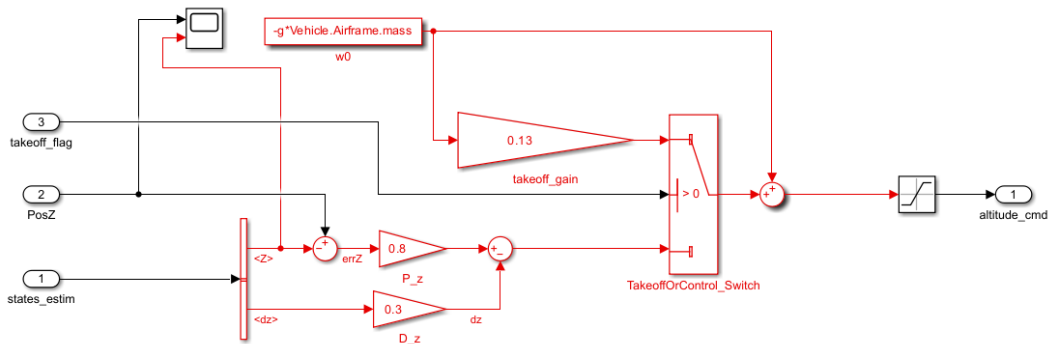 -g*Vehicle.Airframe.mass
w0
3
takeoff_flag
0.13
takeoff_gain
> 0
2
PosZ
1
altitude_cmd
<Z>
errZ
0.8
P_z
TakeoffOrControl_Switch
1
states_estim
<dz>
0.3
D_z
dz
+
−
+
−
+
+